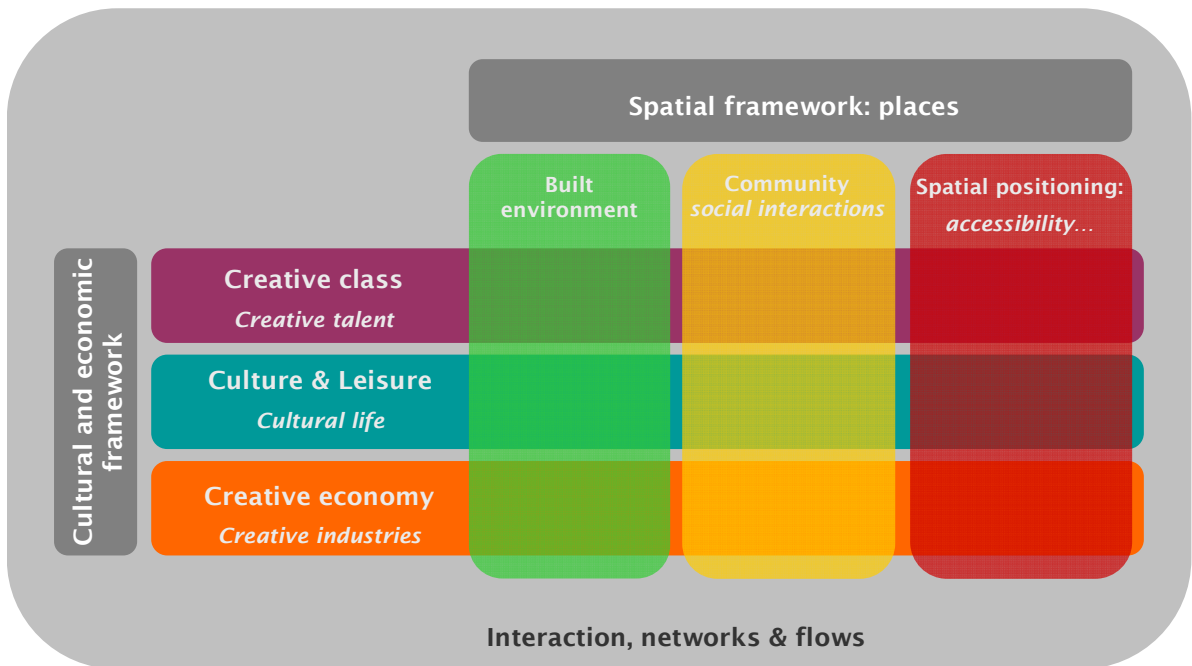 Spatial framework: places
Built
environment
Community
social interactions
Spatial positioning:
accessibility...
Cultural and economic
framework
Creative class
Creative talent
Culture & Leisure
Cultural life
Creative economy
Creative industries
Interaction, networks & flows